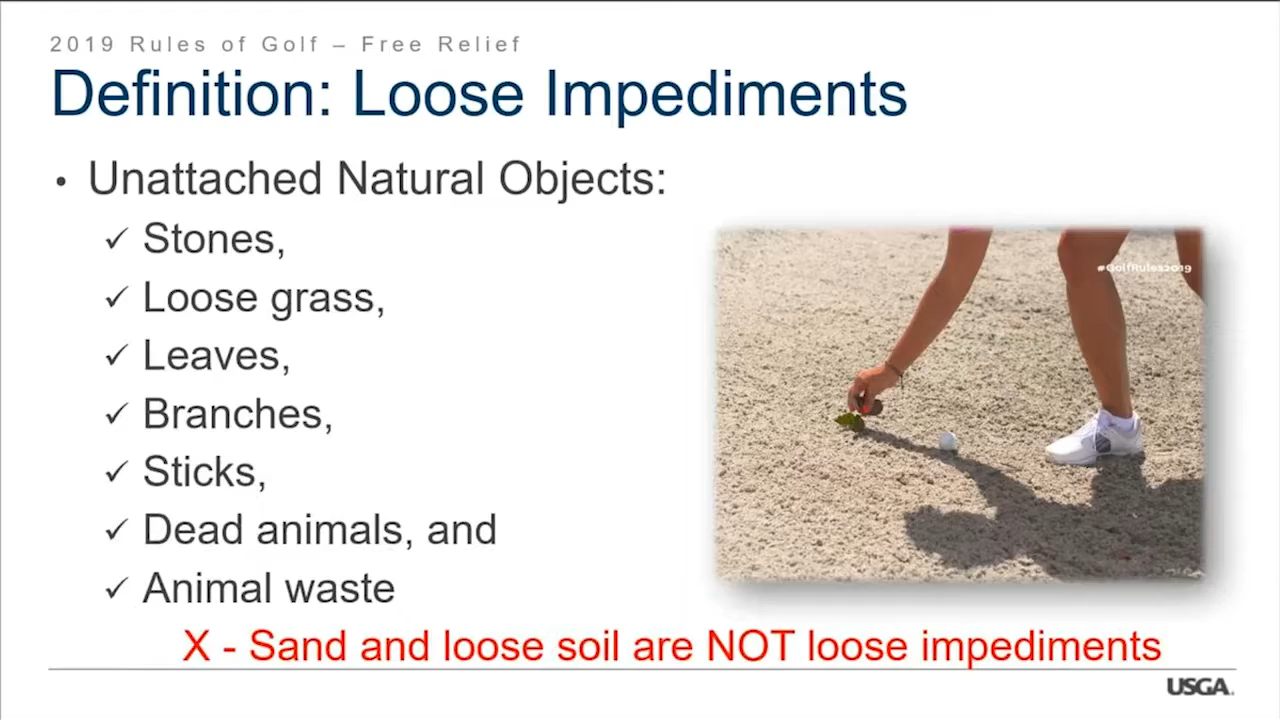 2019 Rules of Golf – Free Relief
Definition: Loose Impediments
• Unattached Natural Objects:
✓ Stones,
✓ Loose grass,
✓ Leaves,
✓ Branches,
✓ Sticks,
✓ Dead animals, and
✓ Animal waste
#GolfRules2019
X - Sand and loose soil are NOT loose impediments
USGA.